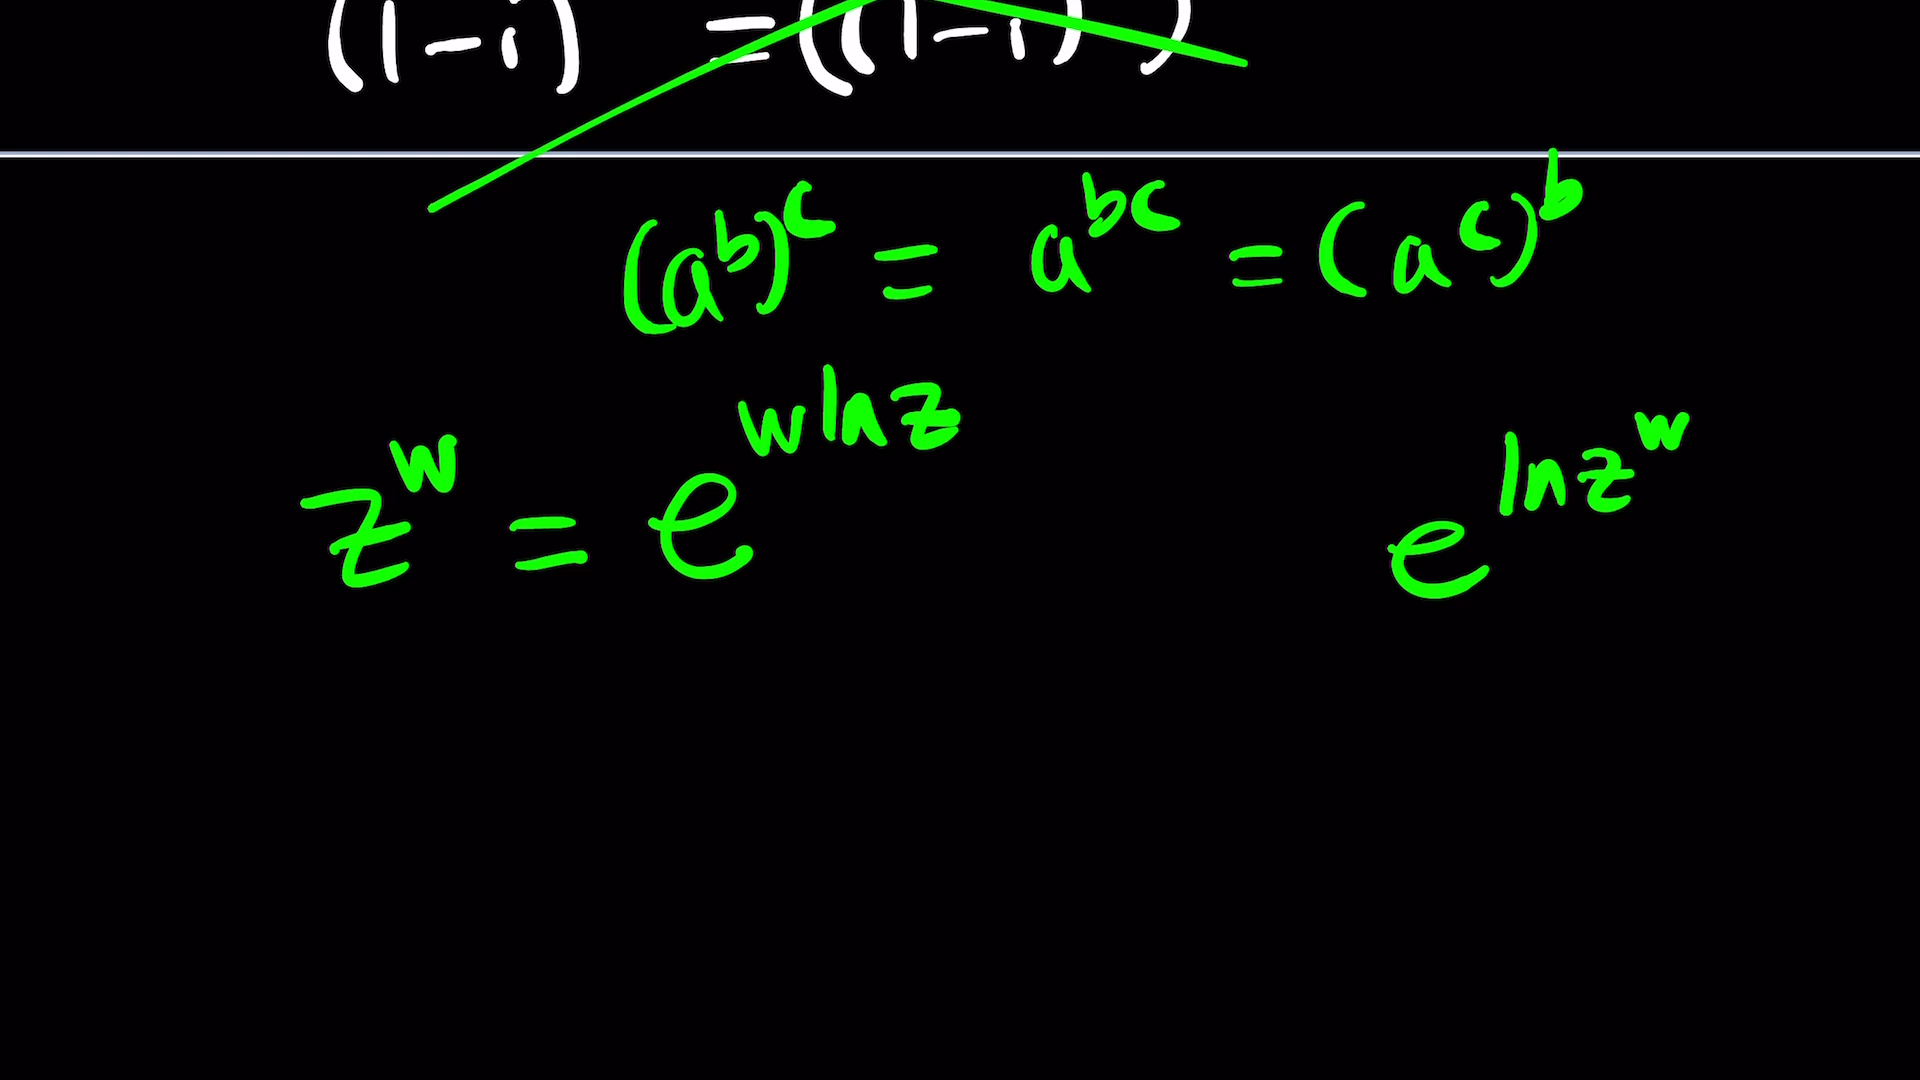 (1-i) = ((1-i) )
(a^b)^c = a^bc = (a^c)^b
z^w = e^w ln z e^ln z^w